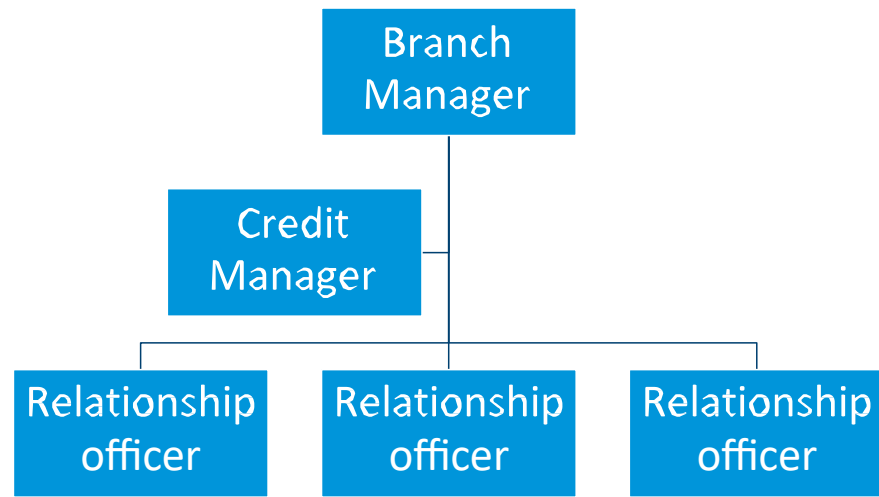 Branch
Manager
Credit
Manager
Relationship
officer
Relationship
officer
Relationship
officer